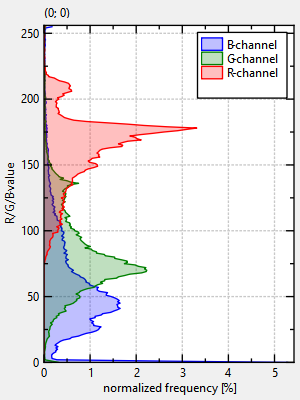 (0; 0)
250
200
150
100
50
0
R/G/Bvalue
B-channel
G-channel
R-channel
0 1 2 3 4 5
normalized frequency [%]